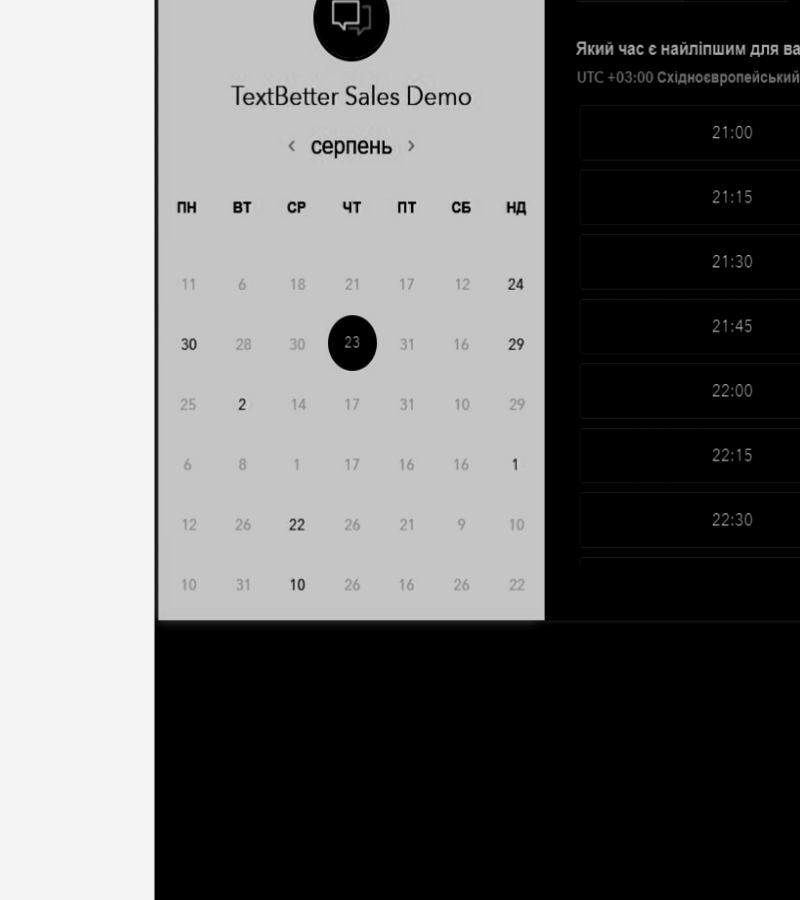 TextBetter Sales Demo
‹ серпень ›
ПН ВТ СР ЧТ ПТ СБ НД
11 6 18 21 17 12 24
30 28 30 23 31 16 29
25 2 14 17 31 10 29
6 8 1 17 16 16 1
12 26 22 26 21 9 10
10 31 10 26 16 26 22
Який час є найліпшим для ва
UTC +03:00 Східноєвропейський
21:00
21:15
21:30
21:45
22:00
22:15
22:30